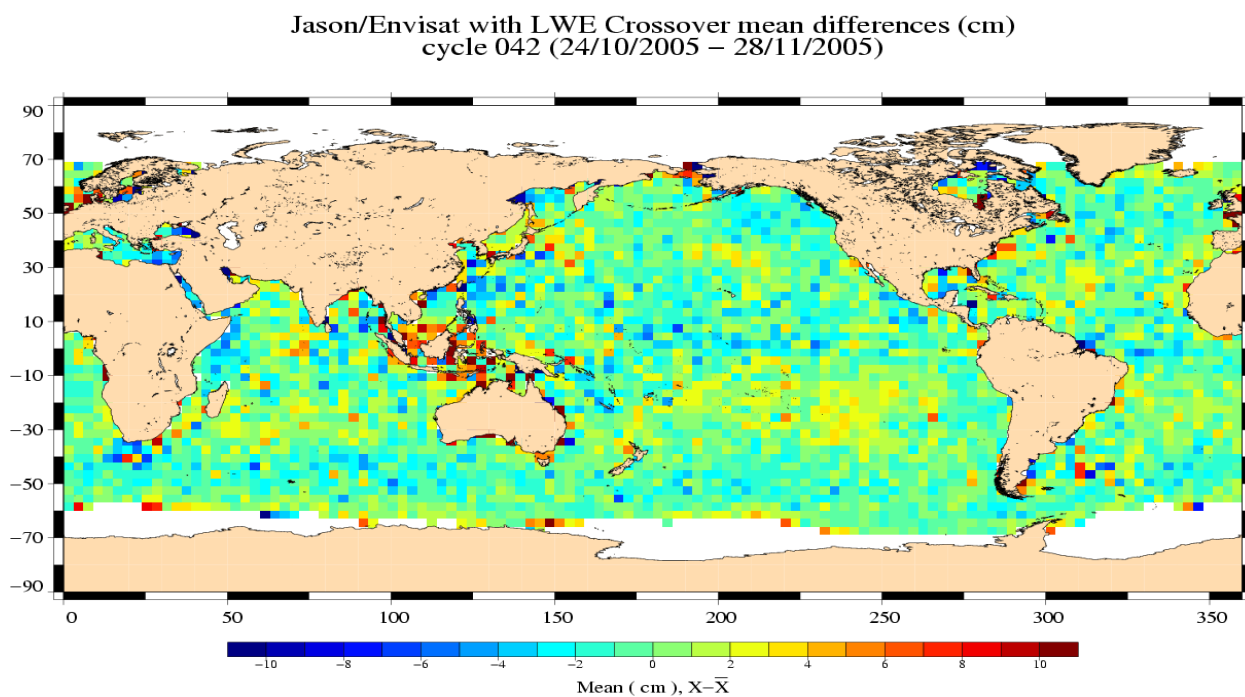 Jason/Envisat with LWE Crossover mean differences (cm)
cycle 042 (24/10/2005 − 28/11/2005)
90
70
50
30
10
−10
−30
−50
−70
−90
0 50 100 150 200 250 300 350
−10 −8 −6 −4 −2 0 2 4 6 8 10
Mean ( cm ), X−X̅